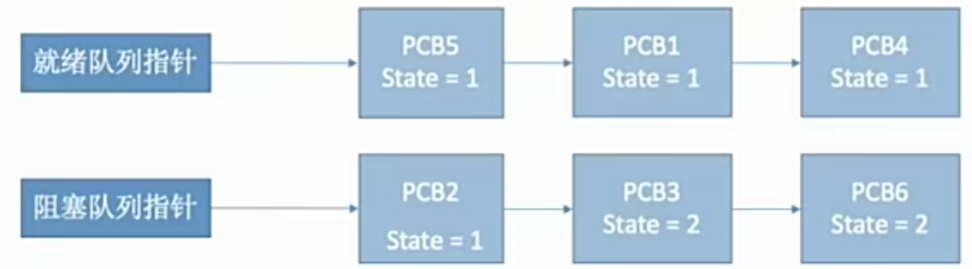 就绪队列指针
PCB5
State = 1
PCB1
State = 1
PCB4
State = 1
阻塞队列指针
PCB2
State = 1
PCB3
State = 2
PCB6
State = 2